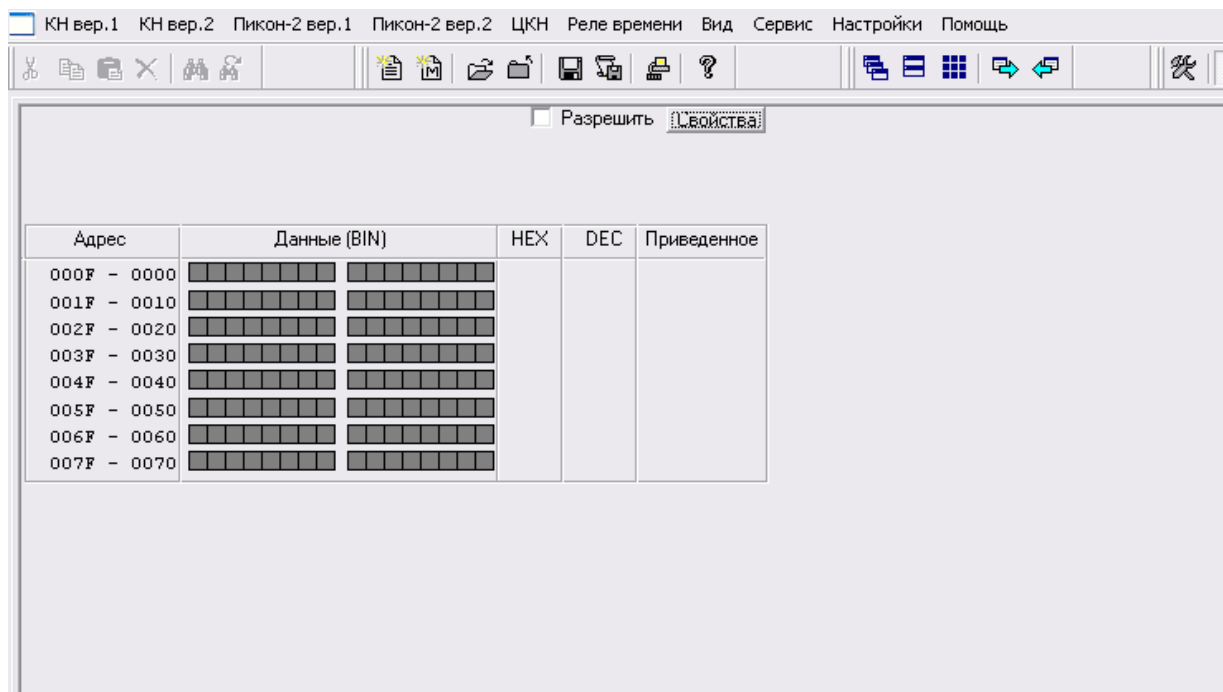 КН вер.1 КН вер.2 Пикон-2 вер.1 Пикон-2 вер.2 ЦКН Реле времени Вид Сервис Настройки Помощь
Разрешить Свойства
Адрес Данные (BIN) HEX DEC Приведенное
000F - 0000
001F - 0010
002F - 0020
003F - 0030
004F - 0040
005F - 0050
006F - 0060
007F - 0070